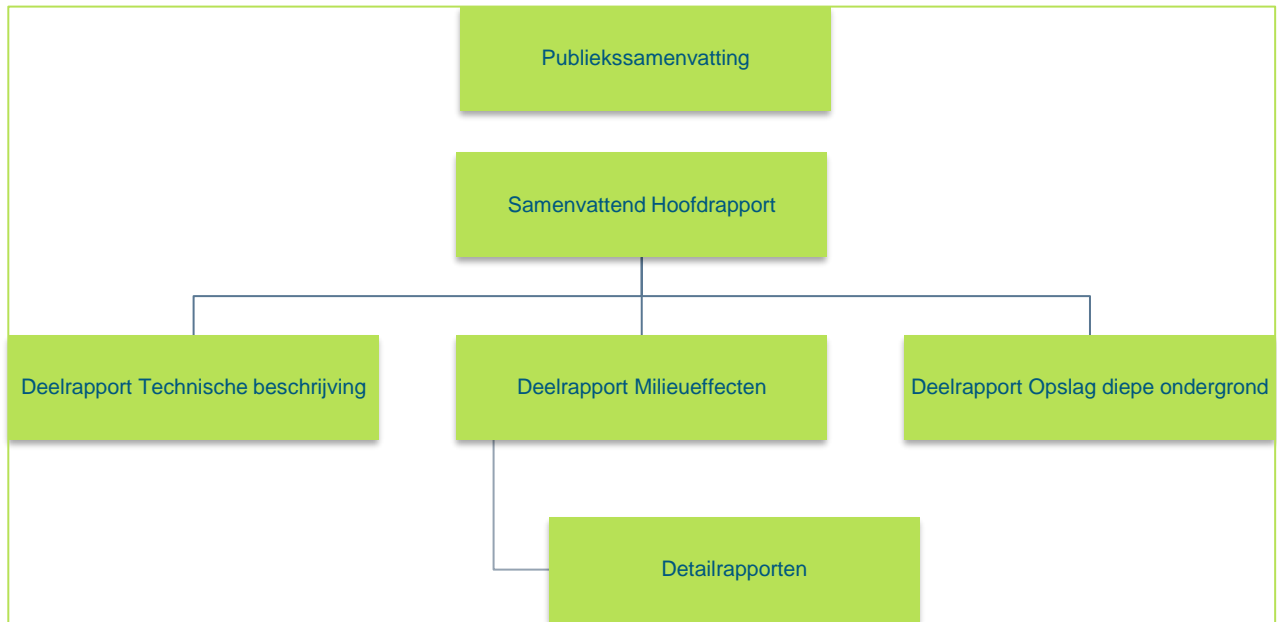 Publiekssamenvatting
Samenvattend Hoofdrapport
Deelrapport Technische beschrijving
Deelrapport Milieueffecten
Deelrapport Opslag diepe ondergrond
Detailrapporten